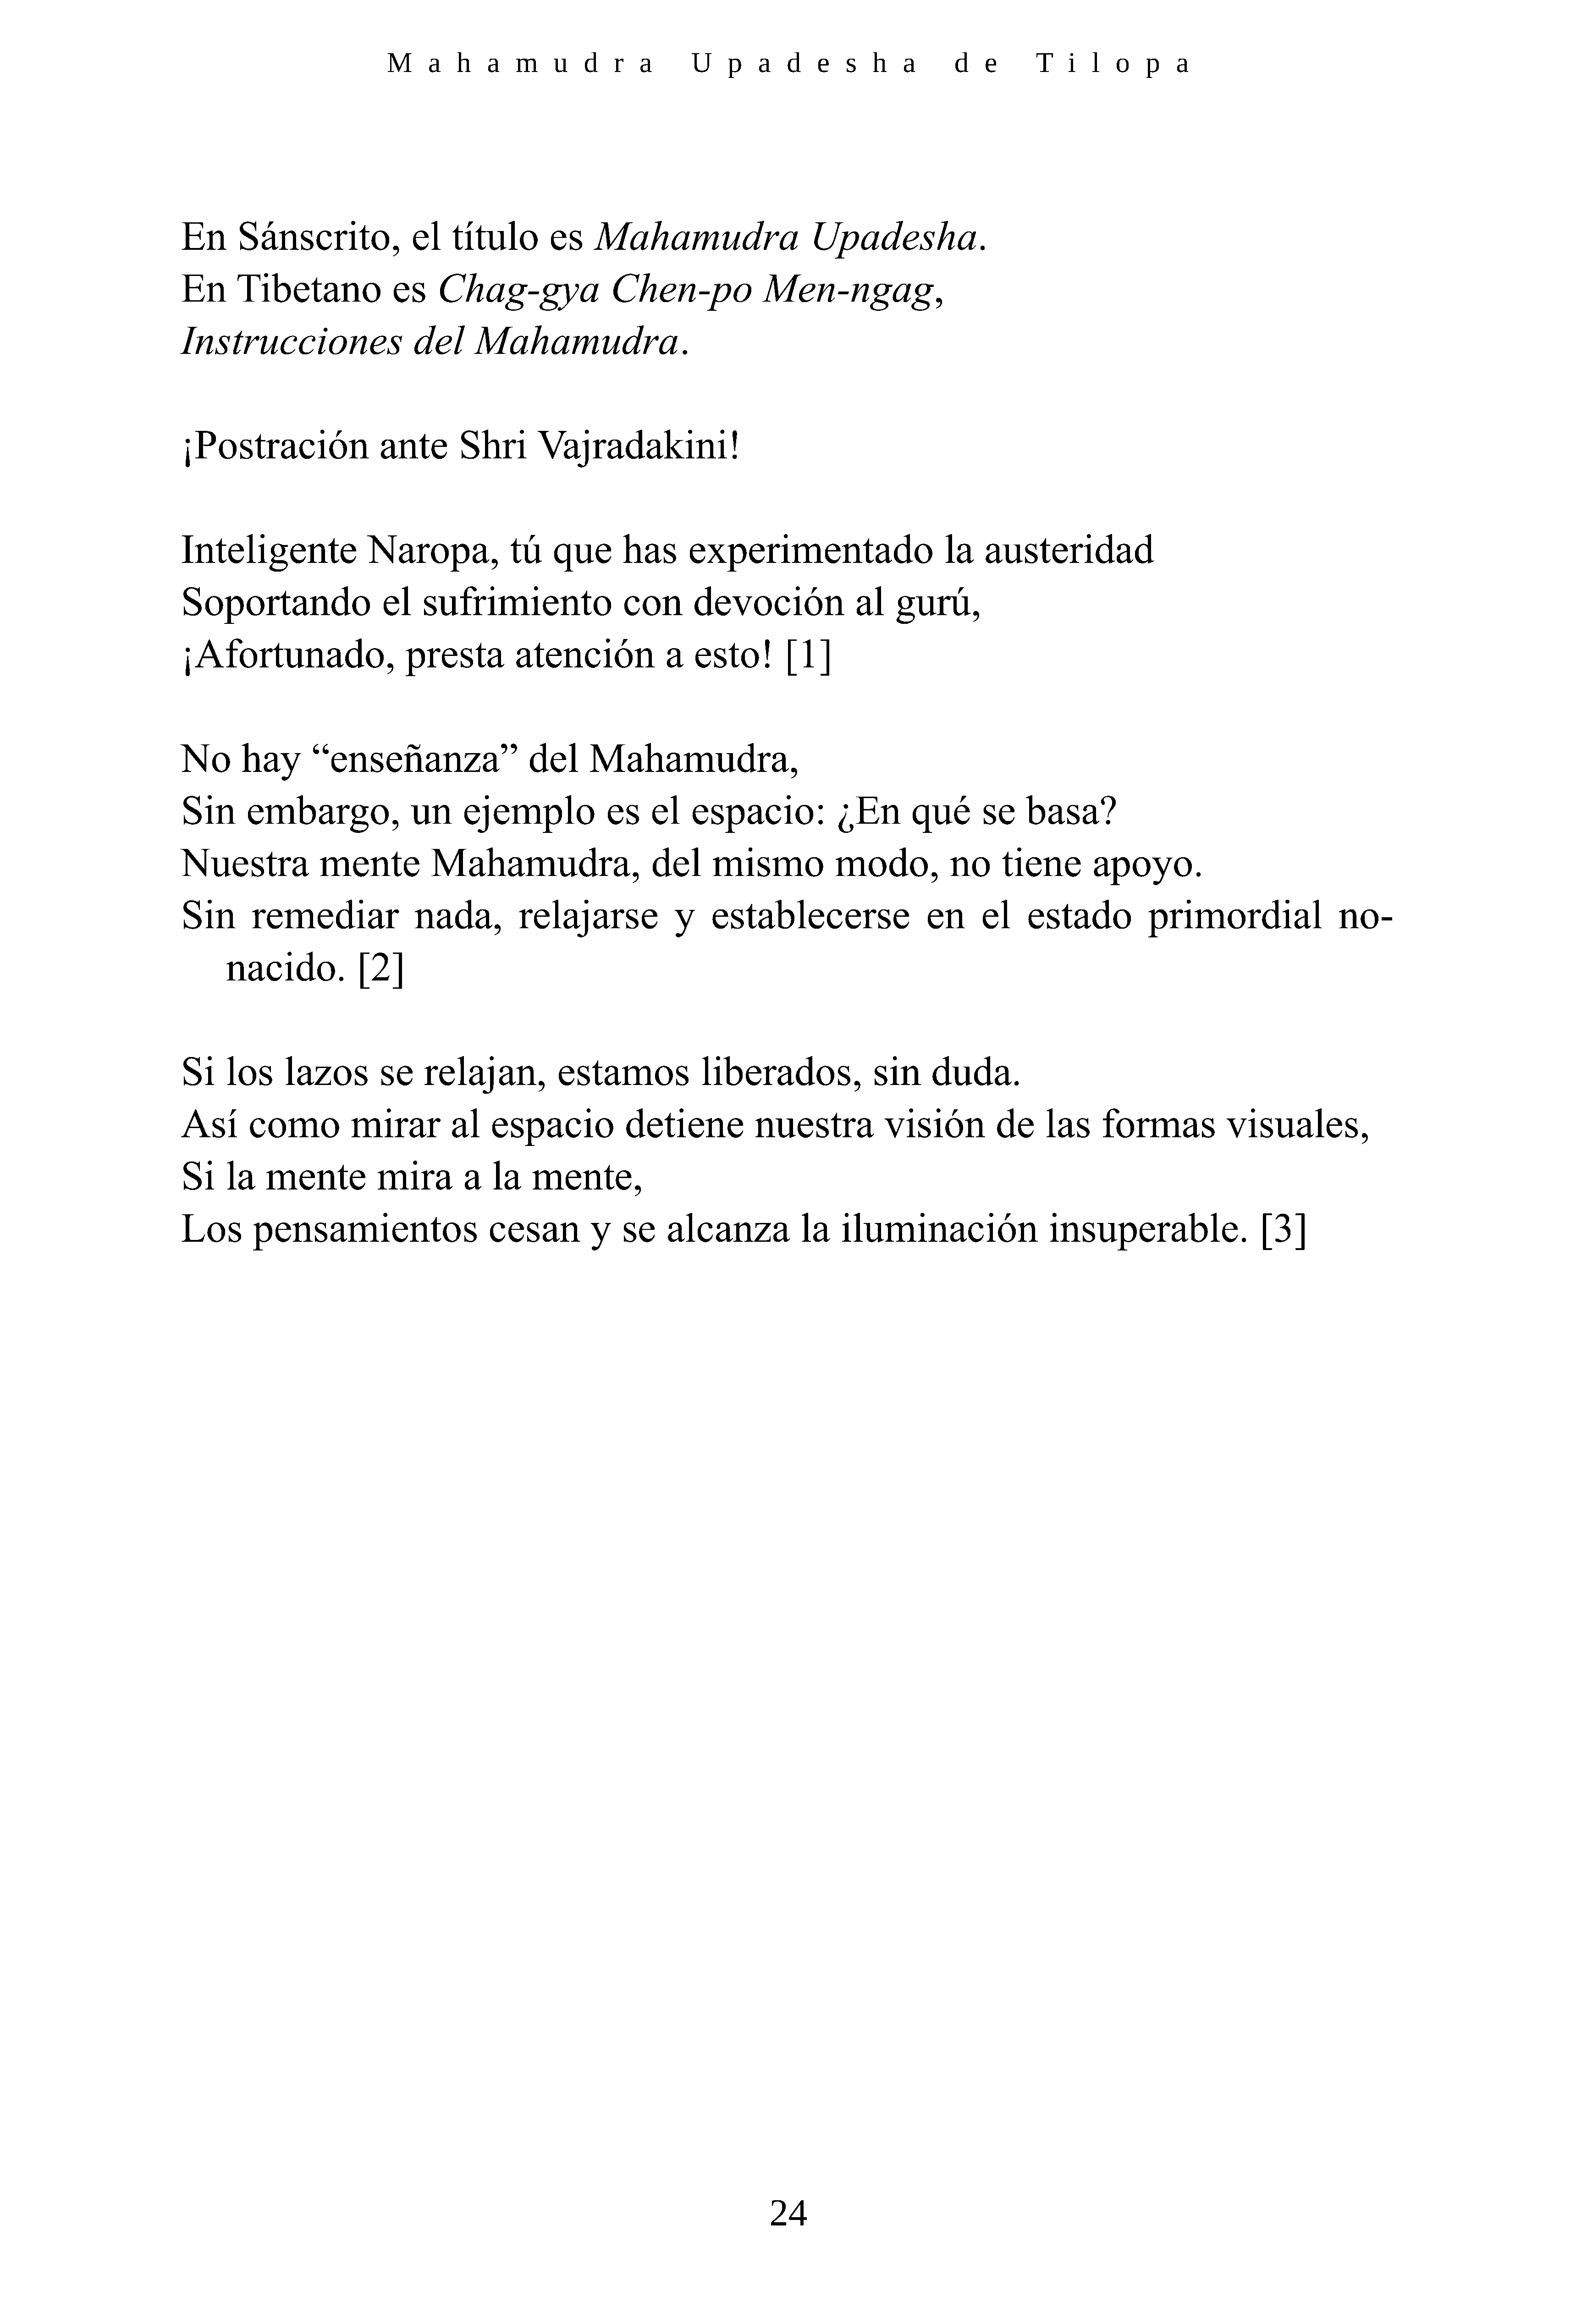 Mahamudra Upadesha de Tilopa
En Sánscrito, el título es Mahamudra Upadesha.
En Tibetano es Chag-gya Chen-po Men-ngag,
Instrucciones del Mahamudra.
¡Postración ante Shri Vajradakini!
Inteligente Naropa, tú que has experimentado la austeridad
Soportando el sufrimiento con devoción al gurú,
¡Afortunado, presta atención a esto! [1]
No hay “enseñanza” del Mahamudra,
Sin embargo, un ejemplo es el espacio: ¿En qué se basa?
Nuestra mente Mahamudra, del mismo modo, no tiene apoyo.
Sin remediar nada, relajarse y establecerse en el estado primordial no-
nacido. [2]
Si los lazos se relajan, estamos liberados, sin duda.
Así como mirar al espacio detiene nuestra visión de las formas visuales,
Si la mente mira a la mente,
Los pensamientos cesan y se alcanza la iluminación insuperable. [3]
24